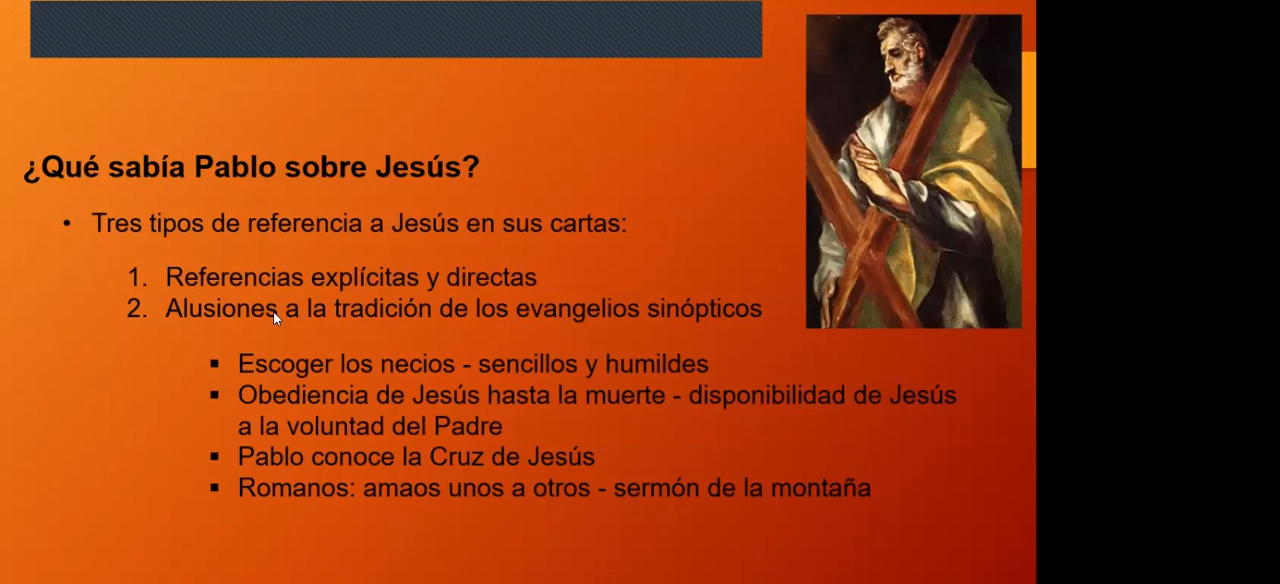 ¿Qué sabía Pablo sobre Jesús?
• Tres tipos de referencia a Jesús en sus cartas:
1. Referencias explícitas y directas
2. Alusiones a la tradición de los evangelios sinópticos
▪ Escoger los necios - sencillos y humildes
▪ Obediencia de Jesús hasta la muerte - disponibilidad de Jesús
a la voluntad del Padre
▪ Pablo conoce la Cruz de Jesús
▪ Romanos: amaos unos a otros - sermón de la montaña